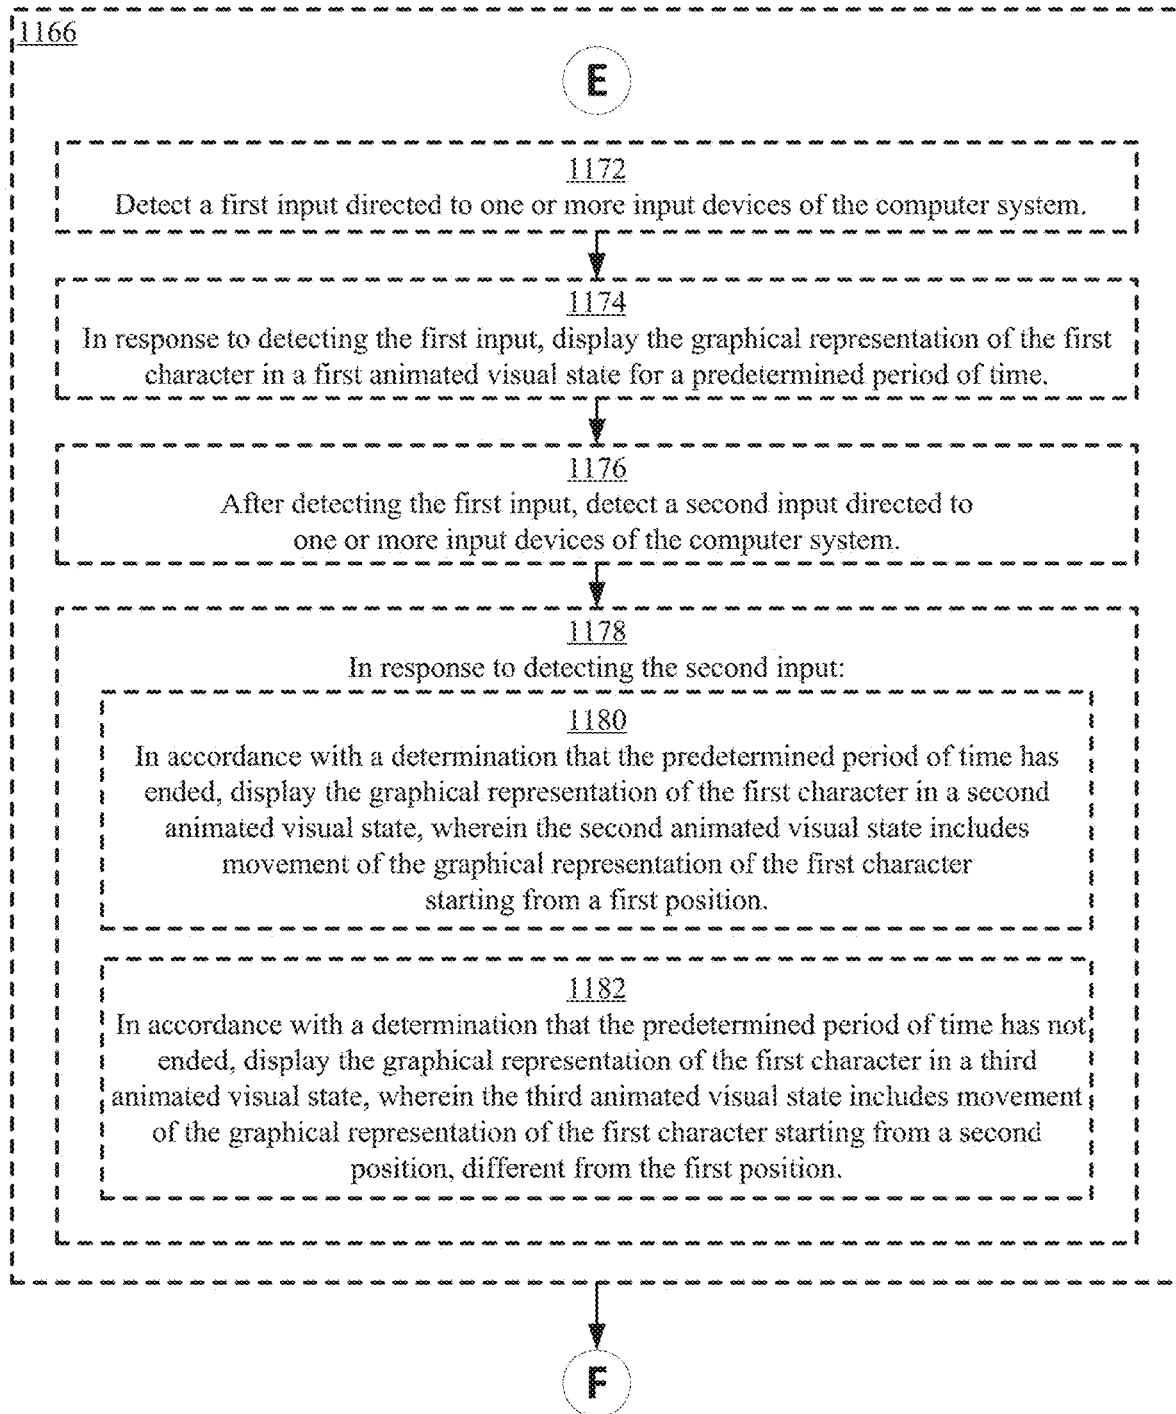 1166
E
1172
Detect a first input directed to one or more input devices of the computer system.
1174
In response to detecting the first input, display the graphical representation of the first
character in a first animated visual state for a predetermined period of time.
1176
After detecting the first input, detect a second input directed to
one or more input devices of the computer system.
1178
In response to detecting the second input:
1180
In accordance with a determination that the predetermined period of time has
ended, display the graphical representation of the first character in a second
animated visual state, wherein the second animated visual state includes
movement of the graphical representation of the first character
starting from a first position.
1182
In accordance with a determination that the predetermined period of time has not
ended, display the graphical representation of the first character in a third
animated visual state, wherein the third animated visual state includes movement
of the graphical representation of the first character starting from a second
position, different from the first position.
F